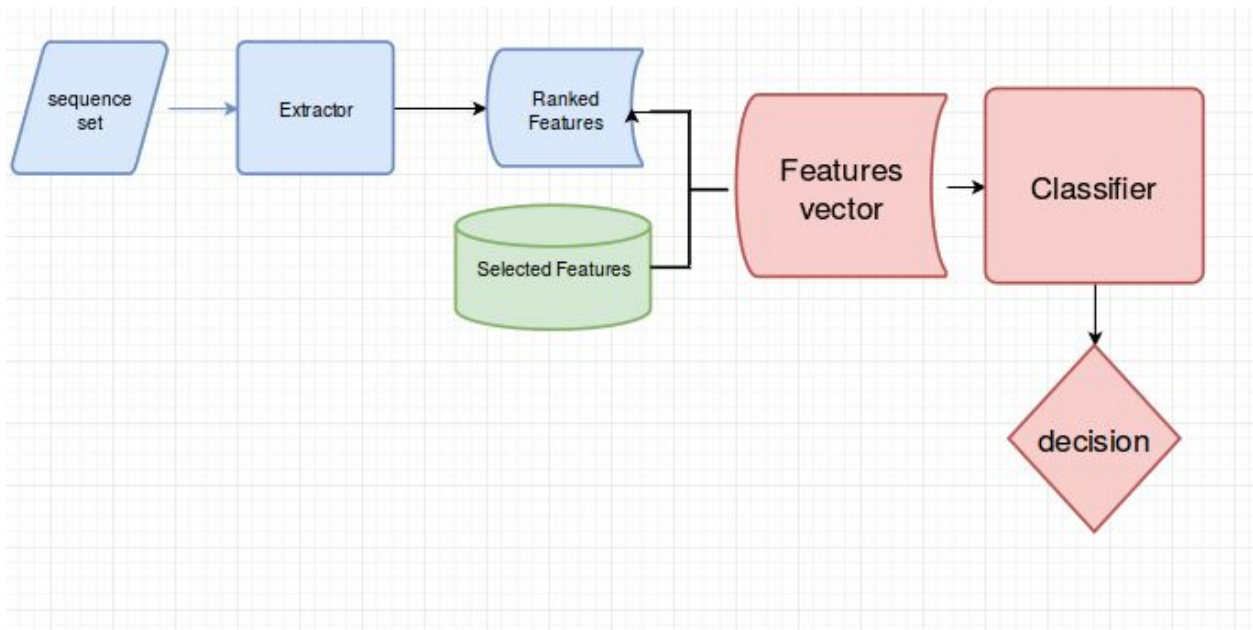 sequence
set
Extractor
Ranked
Features
Selected Features
Features
vector
Classifier
decision